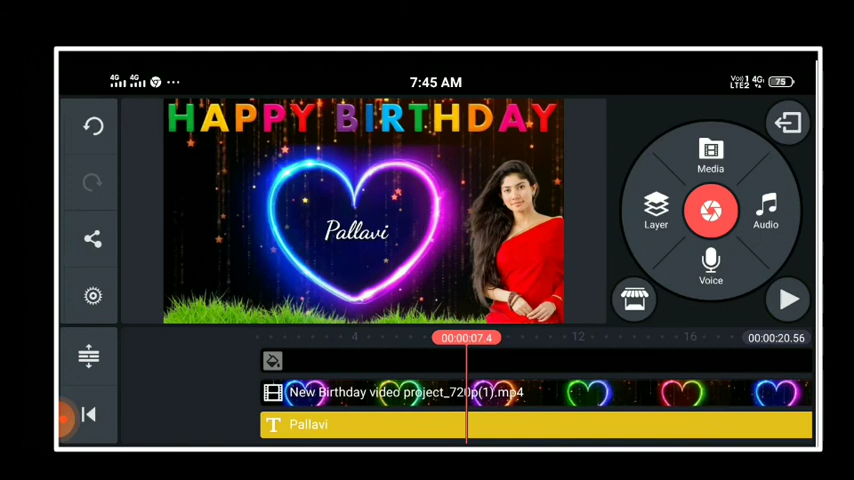 4G 4G ...
7:45 AM
Vo)) 1 4G
LTE2
75
HAPPY BIRTHDAY
Pallavi
Media
Layer
Audio
Voice
4
00:00:07.4
12
16
00:00:20.56
New Birthday video project_720p(1).mp4
T Pallavi